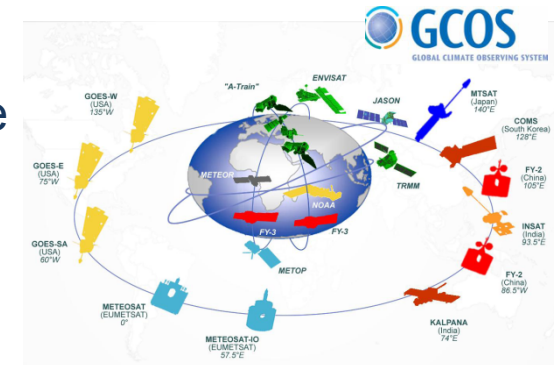 GCOS
GLOBAL CLIMATE OBSERVING SYSTEM
e
"A-Train"
ENVISAT
JASON
MTSAT
(Japan)
140°E
GOES-W
(USA)
135°W
COMS
(South Korea)
128°E
GOES-E
(USA)
75°W
METEOR
NOAA
TRMM
FY-2
(China)
105°E
INSAT
(India)
93.5°E
FY-3
FY-3
GOES-SA
(USA)
60°W
METOP
FY-2
(China)
86.5°W
METEOSAT
(EUMETSAT)
0°
METEOSAT-IO
(EUMETSAT)
57.5°E
KALPANA
(India)
74°E